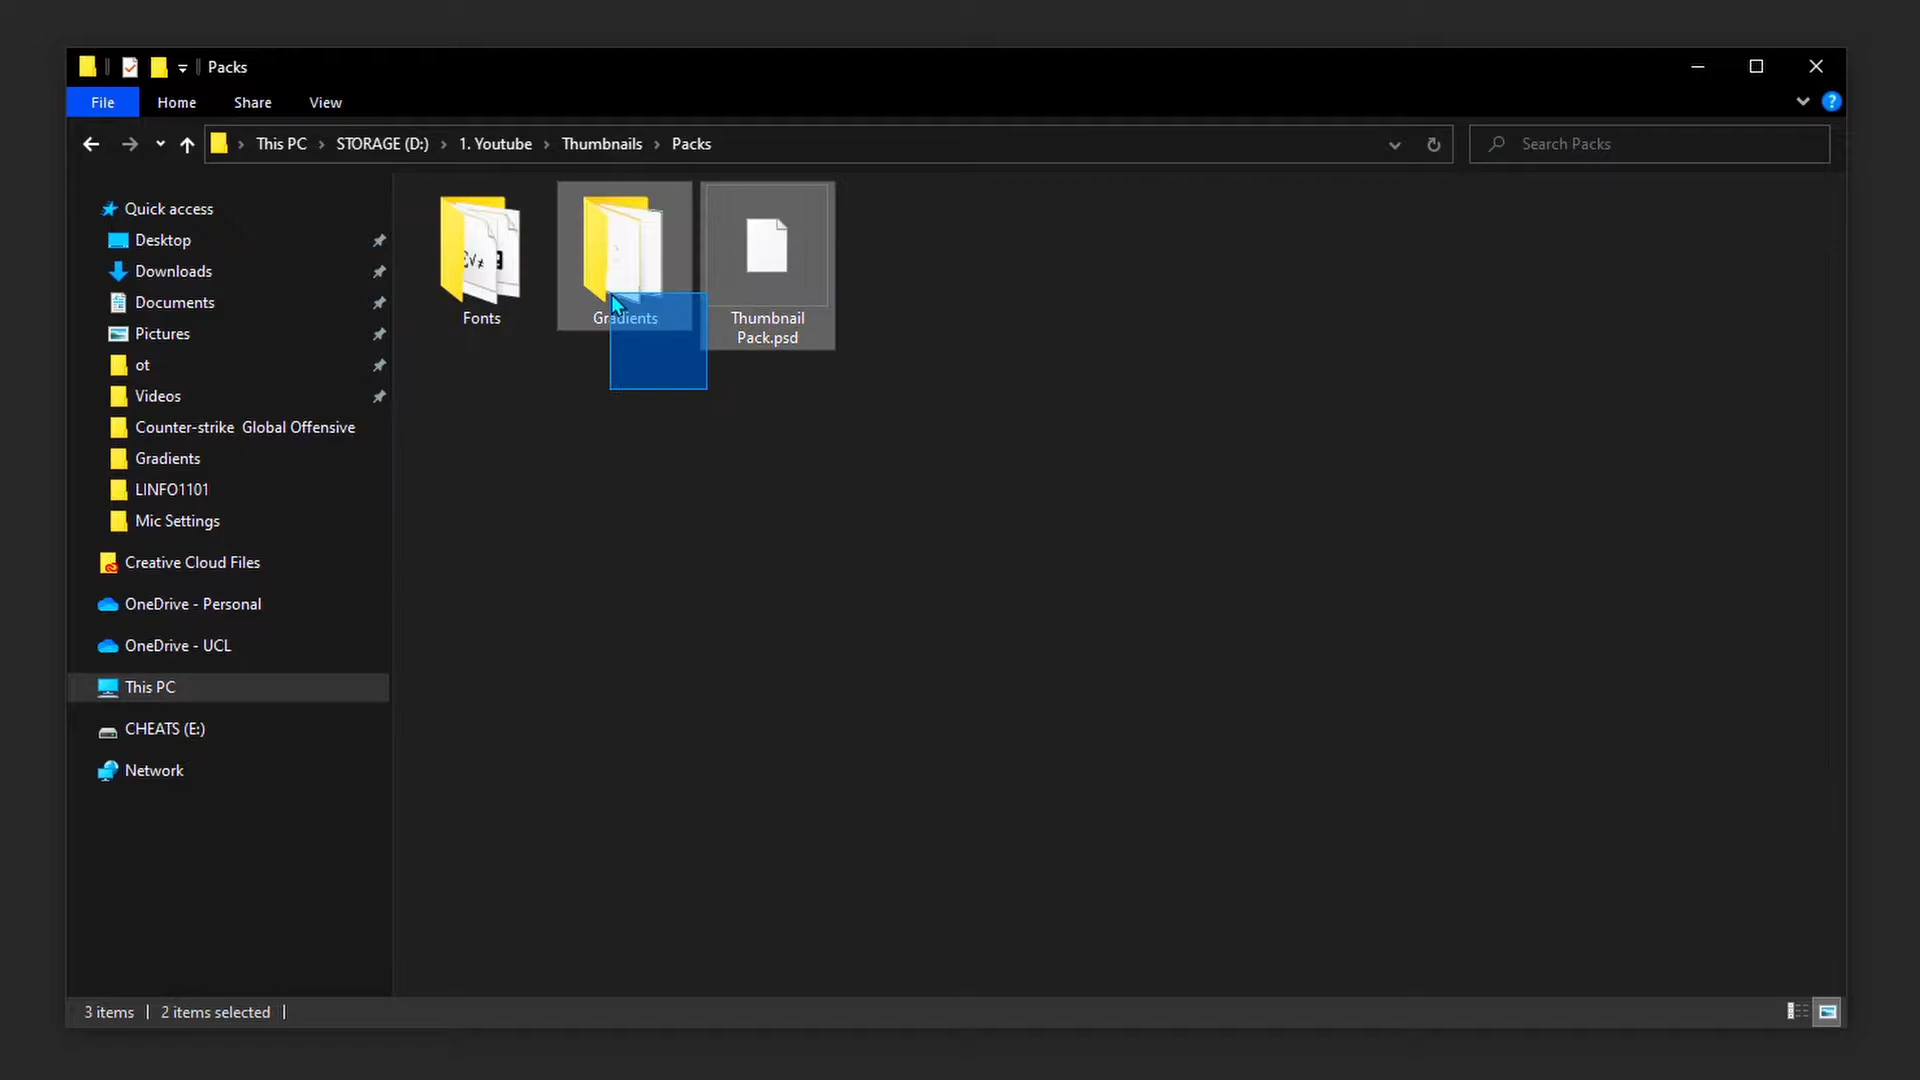 Packs
File Home Share View
This PC STORAGE (D:) 1. Youtube Thumbnails Packs
Search Packs
Quick access
Desktop
Downloads
Documents
Pictures
ot
Videos
Counter-strike  Global Offensive
Gradients
LINFO1101
Mic Settings
Creative Cloud Files
OneDrive - Personal
OneDrive - UCL
This PC
CHEATS (E:)
Network
Fonts
Gradients
Thumbnail
Pack.psd
3 items 2 items selected